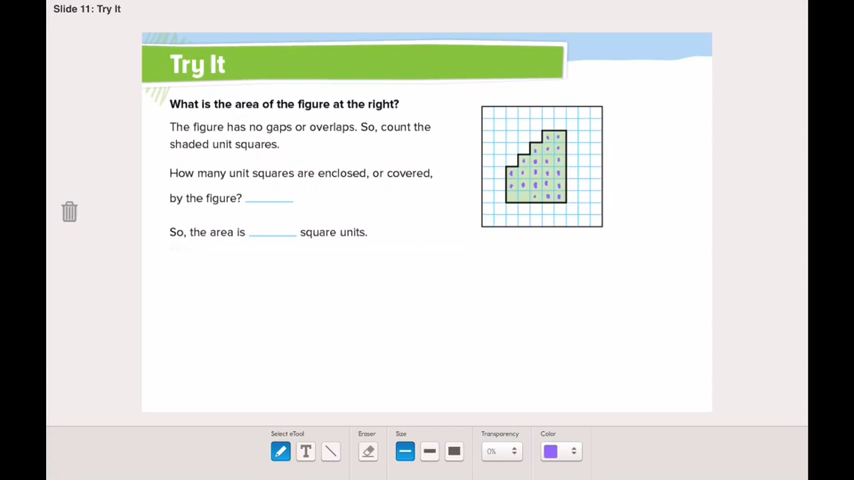 Slide 11: Try It
Try It
What is the area of the figure at the right?
The figure has no gaps or overlaps. So, count the
shaded unit squares.
How many unit squares are enclosed, or covered,
by the figure?
So, the area is ______ square units.
Select eTool
Eraser
Size
Transparency
Color
T
0%